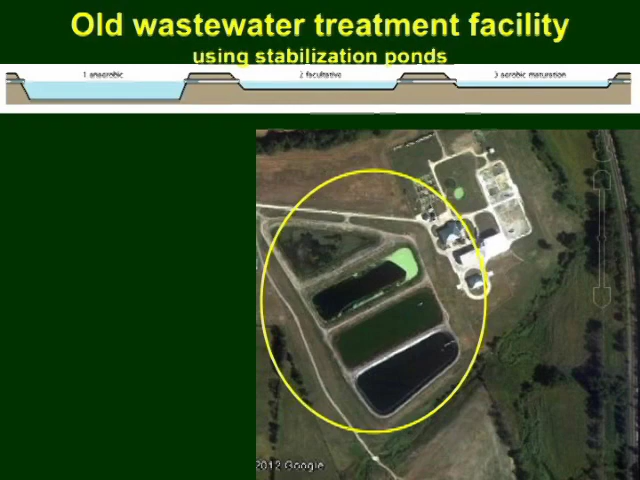 Old wastewater treatment facility
using stabilization ponds
1 anaerobic 2 facultative 3 aerobic maturation
2012 Google